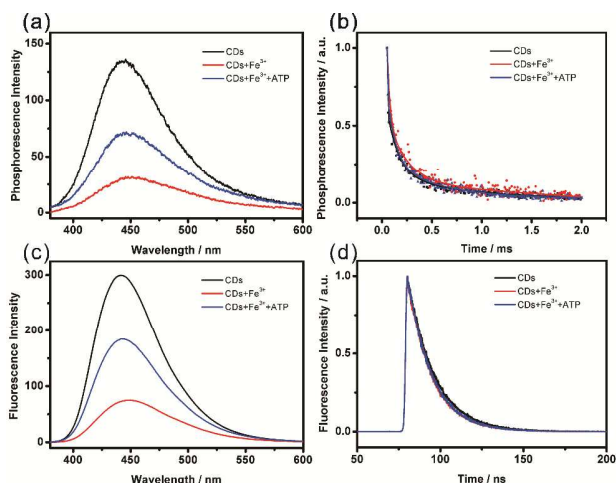 (a)
150
100
50
0
Phosphorescence Intensity
400
450
500
550
600
Wavelength / nm
CDs
CDs+Fe³⁺
CDs+Fe³⁺+ATP
(b)
1.0
0.5
0.0
Phosphorescence Intensity / a.u.
0.0
0.5
1.0
1.5
2.0
Time / ms
CDs
CDs+Fe³⁺
CDs+Fe³⁺+ATP
(c)
300
200
100
0
Fluorescence Intensity
400
450
500
550
600
Wavelength / nm
CDs
CDs+Fe³⁺
CDs+Fe³⁺+ATP
(d)
1.0
0.5
0.0
Fluorescence Intensity / a.u.
50
75
100
125
150
200
Time / ns
CDs
CDs+Fe³⁺
CDs+Fe³⁺+ATP